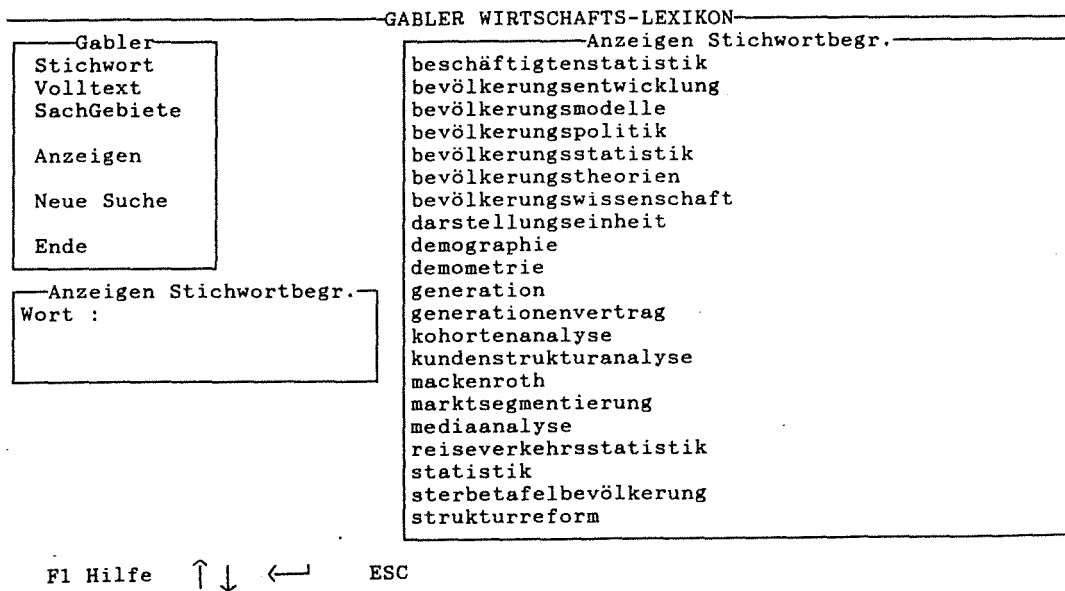 GABLER WIRTSCHAFTS-LEXIKON
Gabler
Stichwort
Volltext
SachGebiete
Anzeigen
Neue Suche
Ende
Anzeigen Stichwortbegr.
Wort :
Anzeigen Stichwortbegr.
beschäftigtenstatistik
bevölkerungsentwicklung
bevölkerungsmodelle
bevölkerungspolitik
bevölkerungsstatistik
bevölkerungstheorien
bevölkerungswissenschaft
darstellungseinheit
demographie
demometrie
generation
generationenvertrag
kohortenanalyse
kundenstrukturanalyse
mackenroth
marktsegmentierung
mediaanalyse
reiseverkehrsstatistik
statistik
sterbetafelbevölkerung
strukturreform
F1 Hilfe ↑ ↓ ←┘ ESC